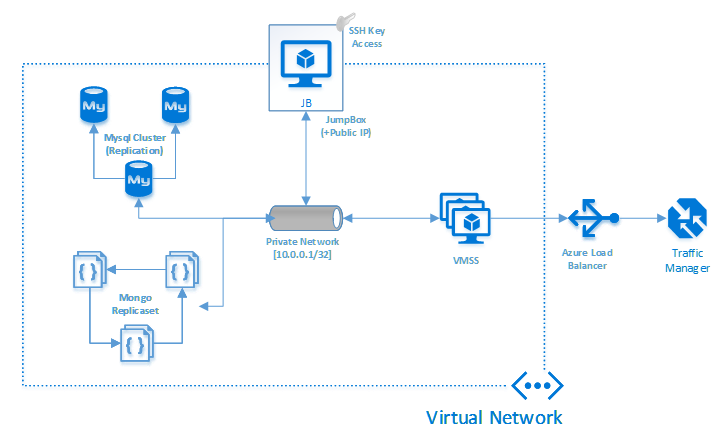 SSH Key
Access
JB
JumpBox
(+Public IP)
My
My
Mysql Cluster
(Replication)
My
Private Network
[10.0.0.1/32]
VMSS
Azure Load
Balancer
Traffic
Manager
{ }
{ }
Mongo
Replicaset
{ }
Virtual Network